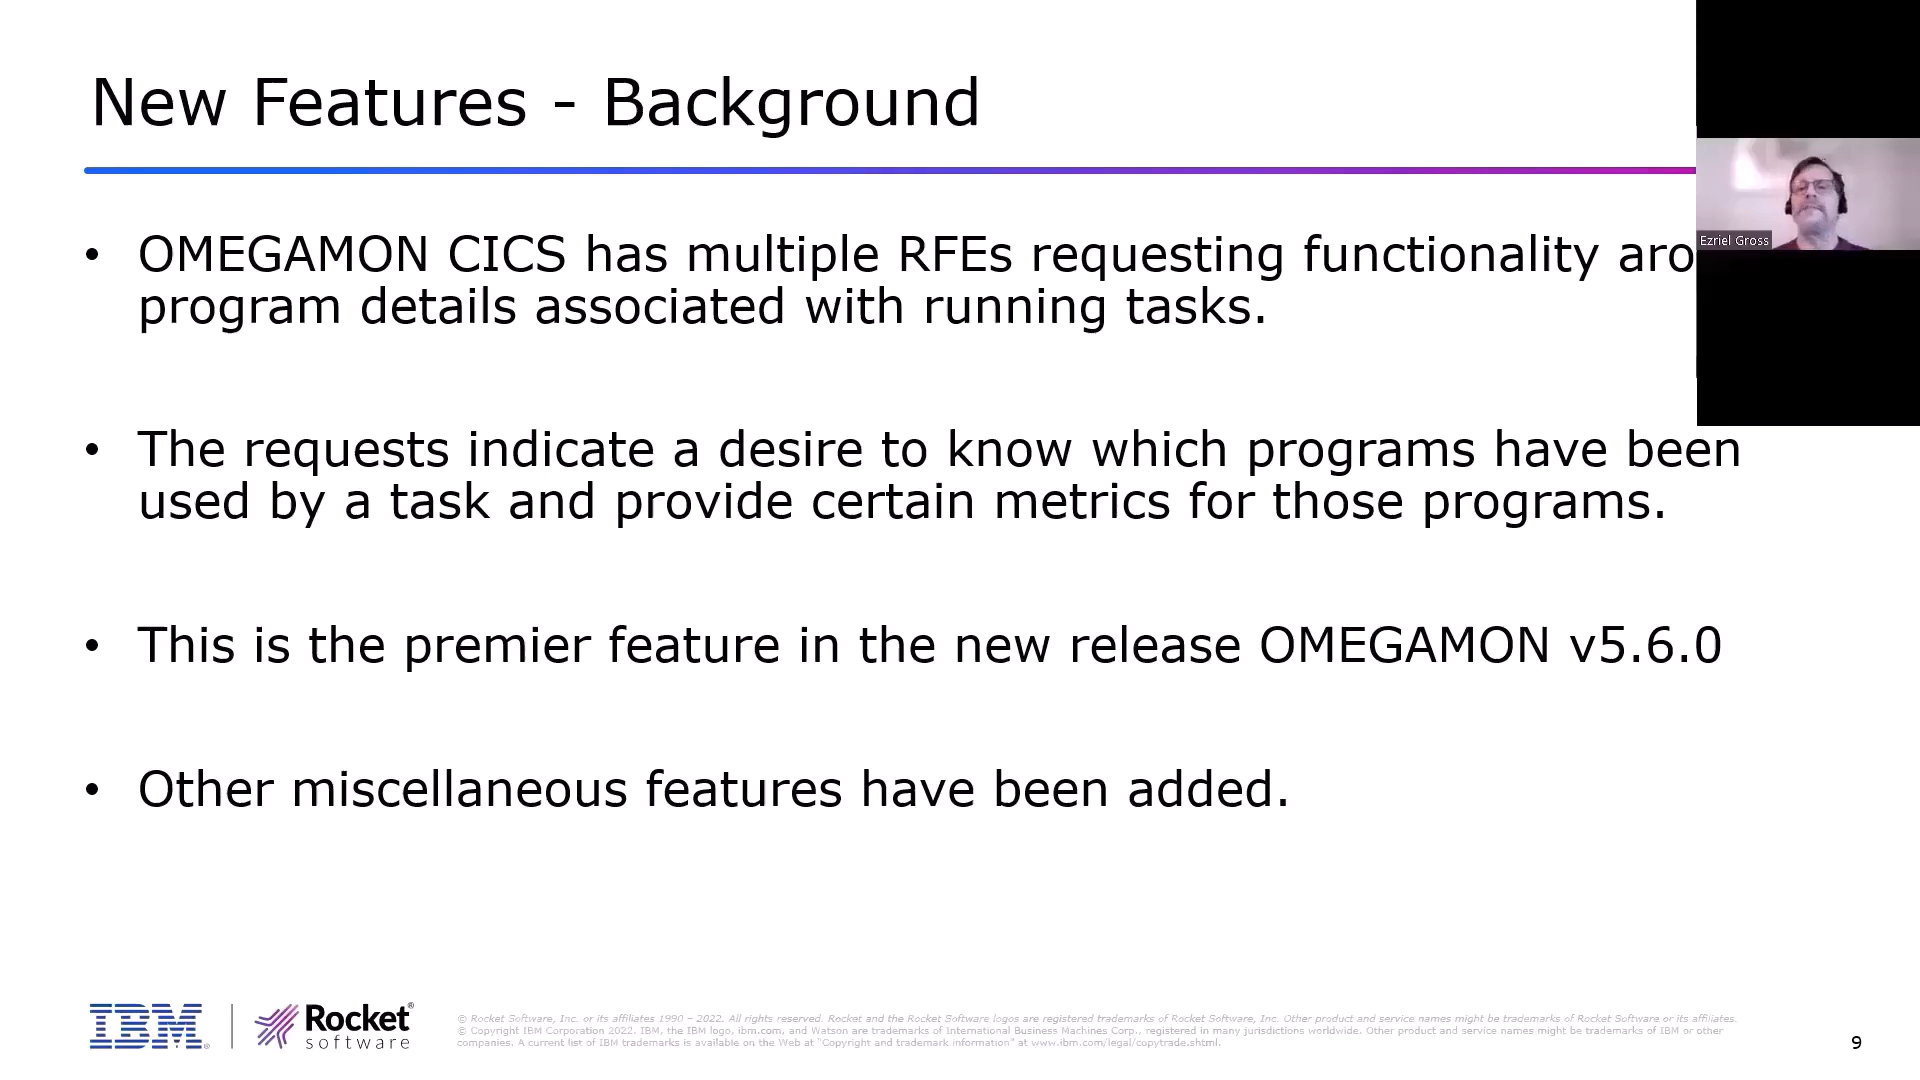 New Features - Background
Ezriel Gross
• OMEGAMON CICS has multiple RFEs requesting functionality aro
program details associated with running tasks.
• The requests indicate a desire to know which programs have been
used by a task and provide certain metrics for those programs.
• This is the premier feature in the new release OMEGAMON v5.6.0
• Other miscellaneous features have been added.
IBM®
Rocket®
software
© Rocket Software, Inc. or its affiliates 1990 – 2022. All rights reserved. Rocket and the Rocket Software logos are registered trademarks of Rocket Software, Inc. Other product and service names might be trademarks of Rocket Software or its affiliates.
© Copyright IBM Corporation 2022. IBM, the IBM logo, ibm.com, and Watson are trademarks of International Business Machines Corp., registered in many jurisdictions worldwide. Other product and service names might be trademarks of IBM or other
companies. A current list of IBM trademarks is available on the Web at “Copyright and trademark information” at www.ibm.com/legal/copytrade.shtml.
9